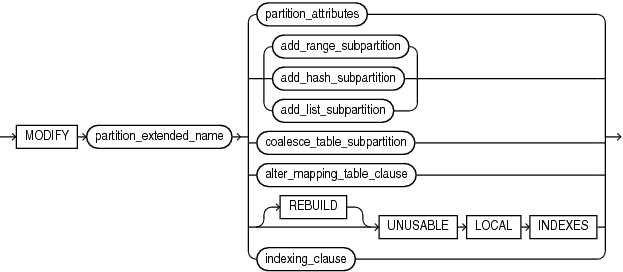 partition_attributes
add_range_subpartition
add_hash_subpartition
add_list_subpartition
MODIFY partition_extended_name
coalesce_table_subpartition
alter_mapping_table_clause
REBUILD
UNUSABLE LOCAL INDEXES
indexing_clause